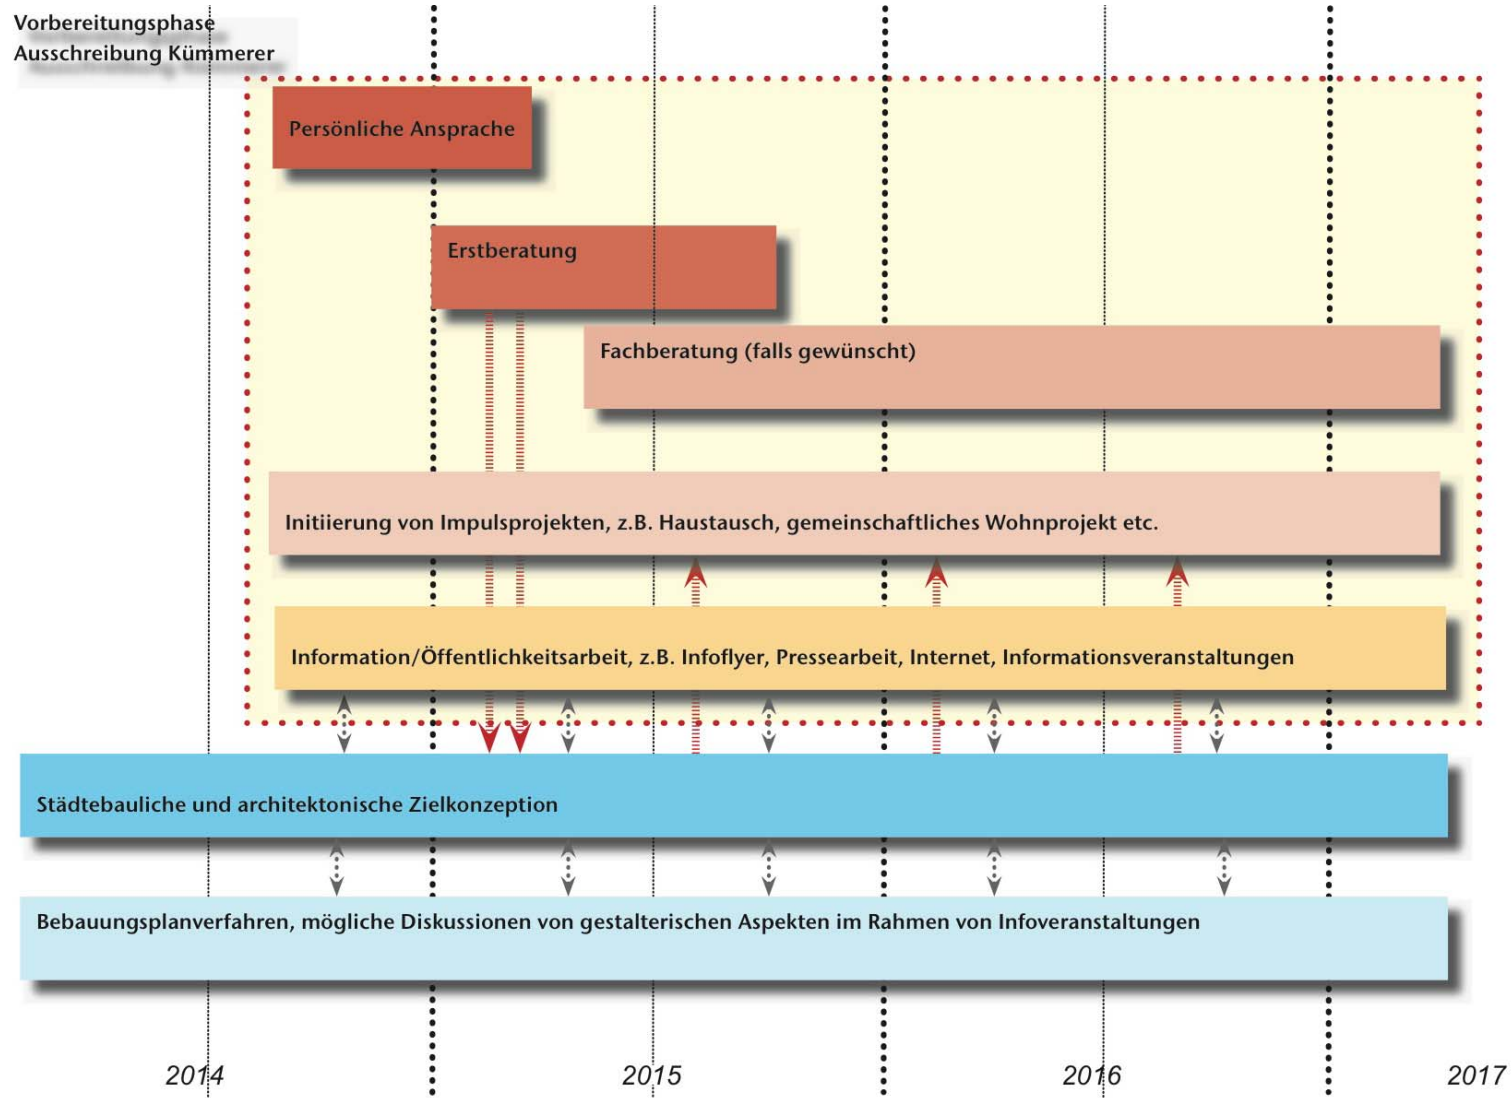 Vorbereitungsphase
Ausschreibung Kümmerer
Persönliche Ansprache
Erstberatung
Fachberatung (falls gewünscht)
Initiierung von Impulsprojekten, z.B. Haustausch, gemeinschaftliches Wohnprojekt etc.
Information/Öffentlichkeitsarbeit, z.B. Infoflyer, Pressearbeit, Internet, Informationsveranstaltungen
Städtebauliche und architektonische Zielkonzeption
Bebauungsplanverfahren, mögliche Diskussionen von gestalterischen Aspekten im Rahmen von Infoveranstaltungen
2014 2015 2016 2017